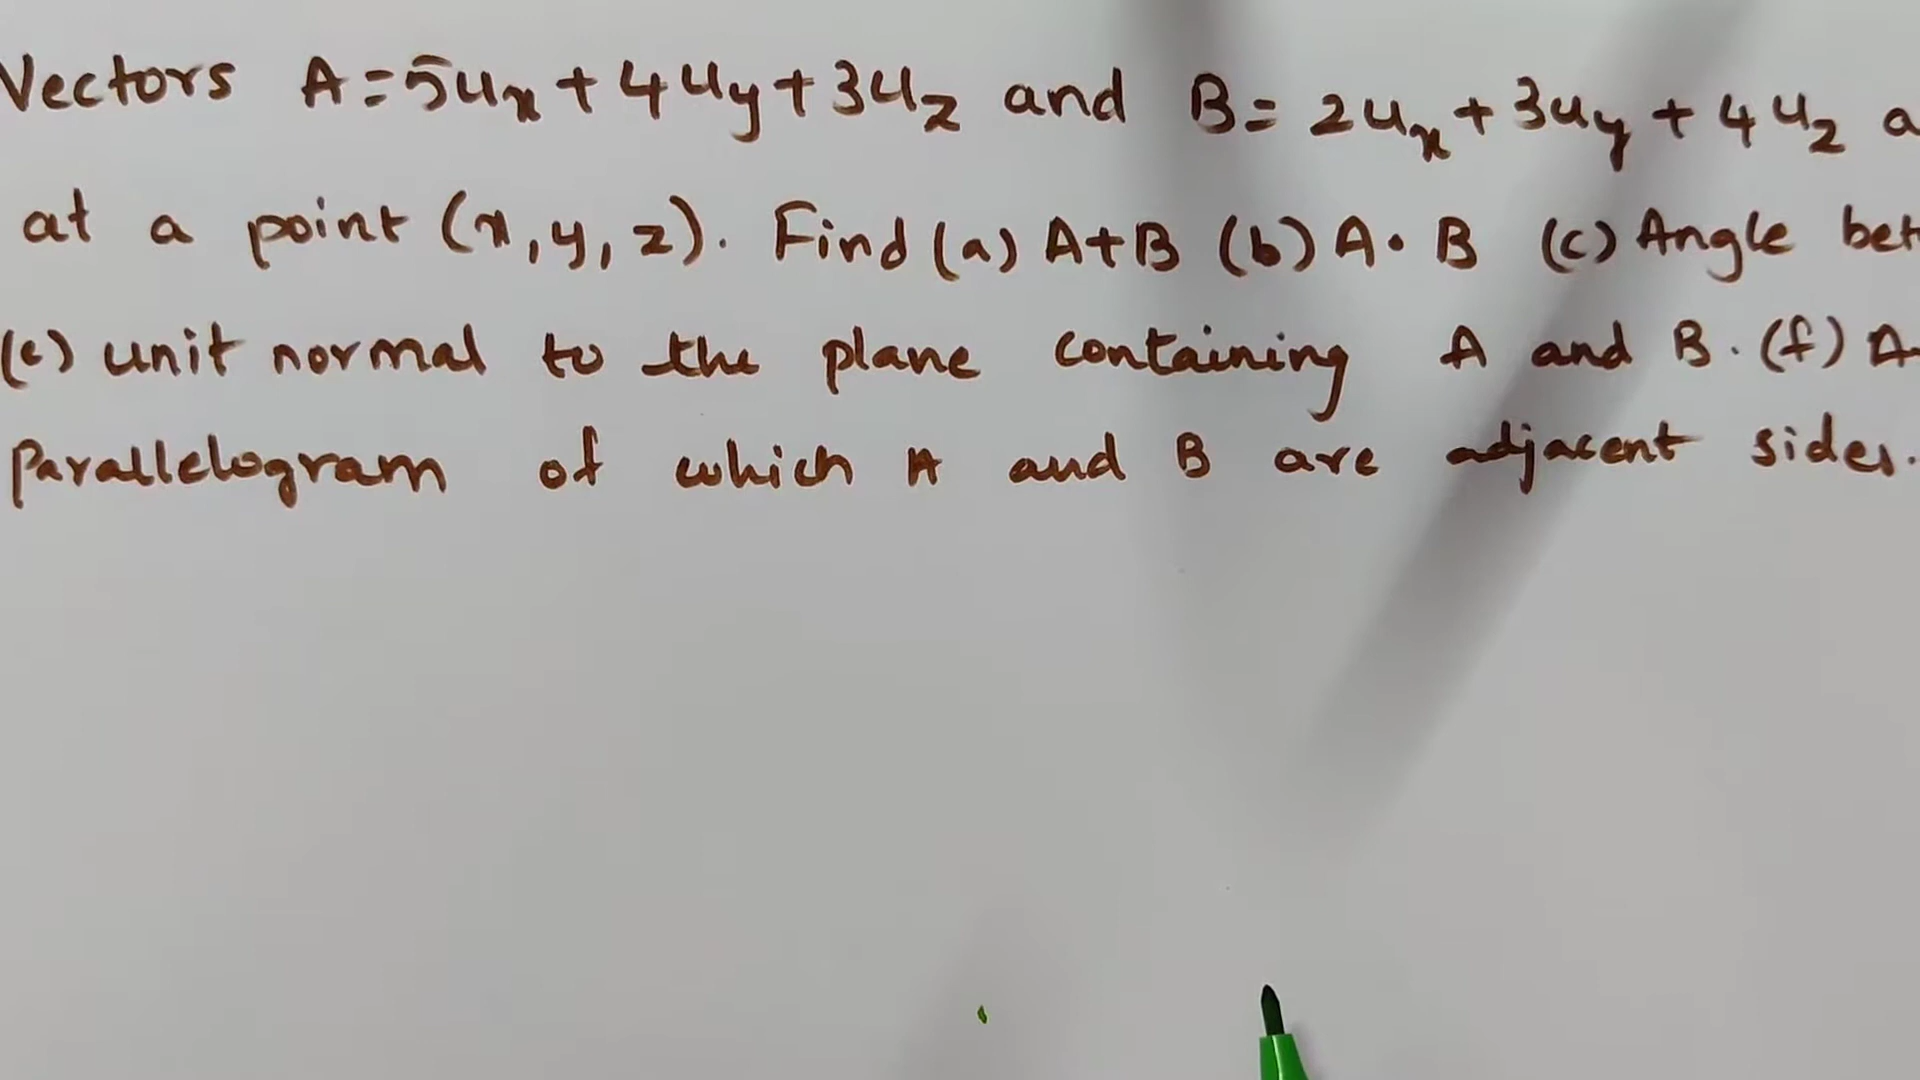 Vectors A=5ux+4uy+3uz and B= 2ux+3uy+4uz
at a point (x,y,z). Find (a) A+B (b) A•B (c) Angle
(e) unit normal to the plane containing A and B. (f)
Parallelogram of which A and B are adjacent sides.